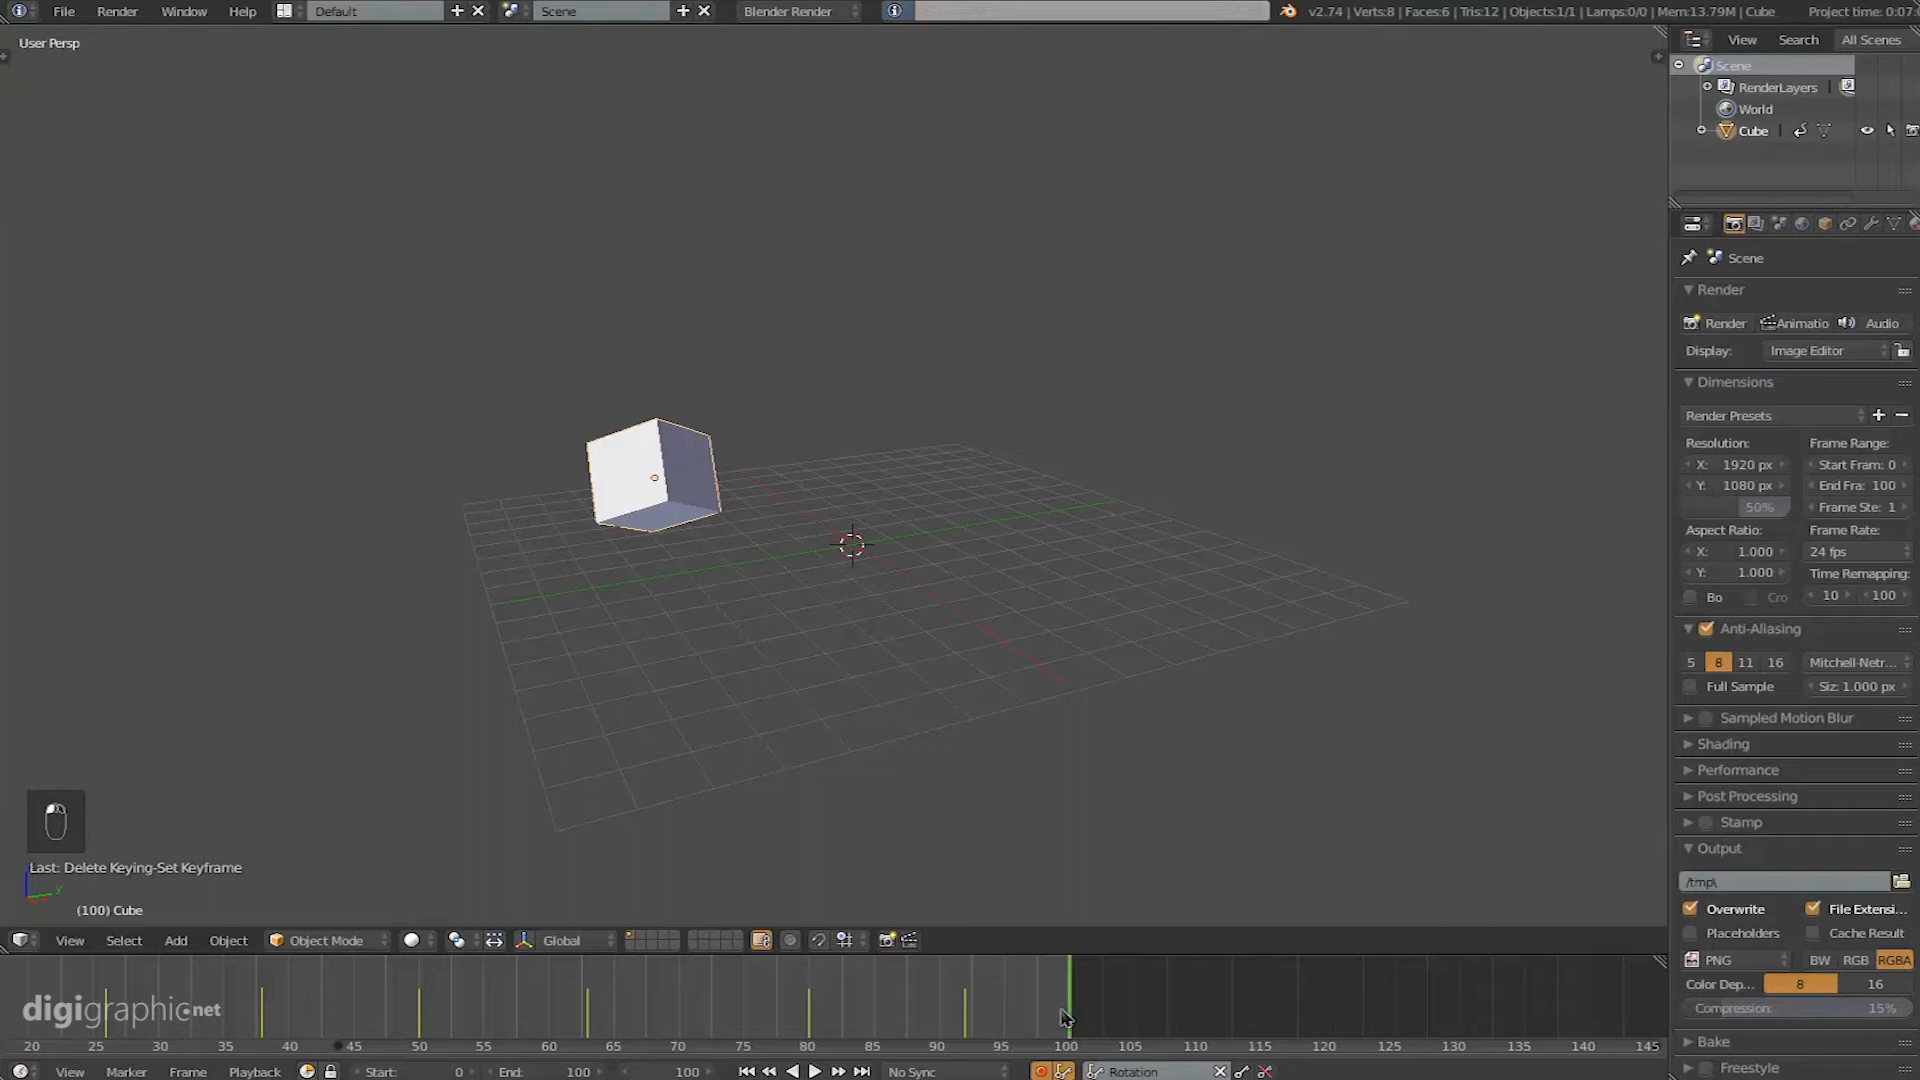 File Render Window Help Default Scene Blender Render v2.74 | Verts:8 | Faces:6 | Tris:12 | Objects:1/1 | Lamps:0/0 | Mem:13.79M | Cube Project time: 0:07:
User Persp
View Search All Scenes
Scene
RenderLayers
World
Cube
Scene
Render
Render Animatio Audio
Display: Image Editor
Dimensions
Render Presets
Resolution: Frame Range:
X: 1920 px Start Fram: 0
Y: 1080 px End Fra: 100
50% Frame Ste: 1
Aspect Ratio: Frame Rate:
X: 1.000 24 fps
Y: 1.000 Time Remapping:
Bo Cro 10 100
Anti-Aliasing
5 8 11 16 Mitchell-Netr...
Full Sample Siz: 1.000 px
Sampled Motion Blur
Shading
Performance
Post Processing
Stamp
Output
/tmp\
Overwrite File Extensi...
Placeholders Cache Result
PNG BW RGB RGBA
Color Dep... 8 16
Compression: 15%
Bake
Freestyle
Last: Delete Keying-Set Keyframe
y
(100) Cube
View Select Add Object Object Mode Global
digigraphic.net
20 25 30 35 40 45 50 55 60 65 70 75 80 85 90 95 100 105 110 115 120 125 130 135 140 145
View Marker Frame Playback Start: 0 End: 100 100 No Sync Rotation